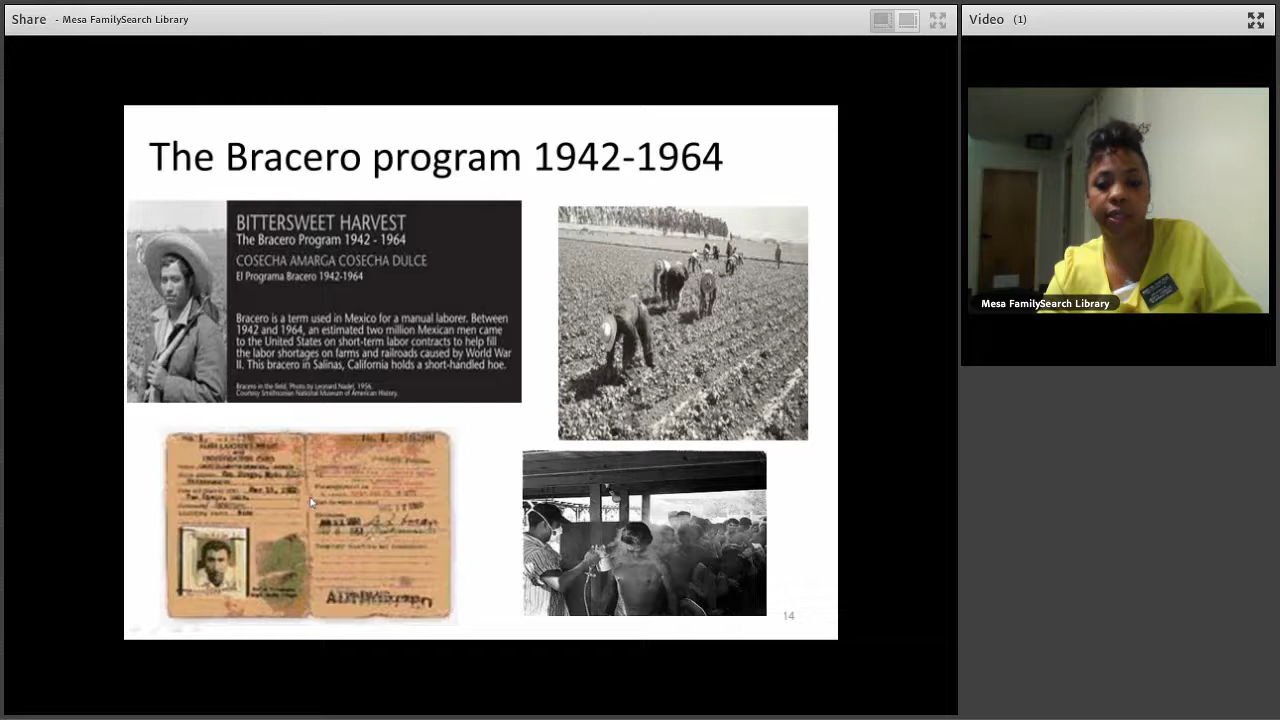 Share - Mesa FamilySearch Library
Video (1)
The Bracero program 1942-1964
BITTERSWEET HARVEST
The Bracero Program 1942 - 1964
COSECHA AMARGA COSECHA DULCE
El Programa Bracero 1942-1964
Bracero is a term used in Mexico for a manual laborer. Between
1942 and 1964, an estimated two million Mexican men came
to the United States on short-term labor contracts to help fill
the labor shortages on farms and railroads caused by World War
II. This bracero in Salinas, California holds a short-handled hoe.
Bracero in the field. Photo by Leonard Nadel, 1956.
Courtesy Smithsonian National Museum of American History.
14
Mesa FamilySearch Library